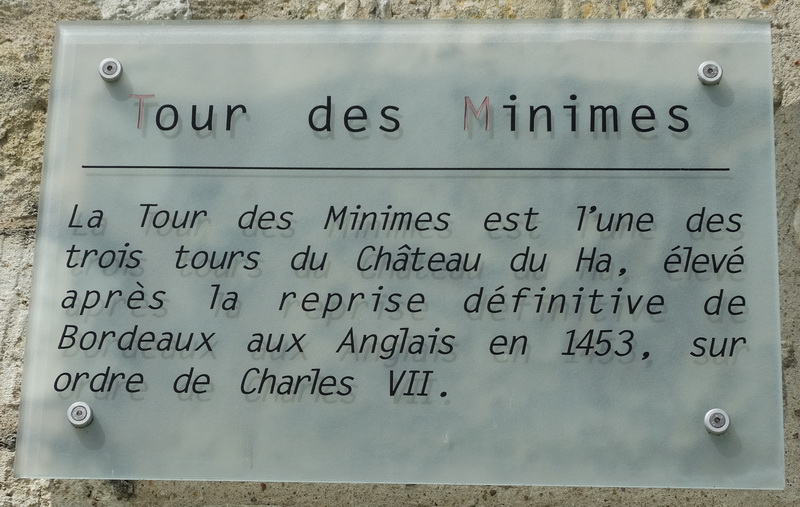 Tour des Minimes
La Tour des Minimes est l'une des
trois tours du Château du Ha, élevé
après la reprise définitive de
Bordeaux aux Anglais en 1453, sur
ordre de Charles VII.